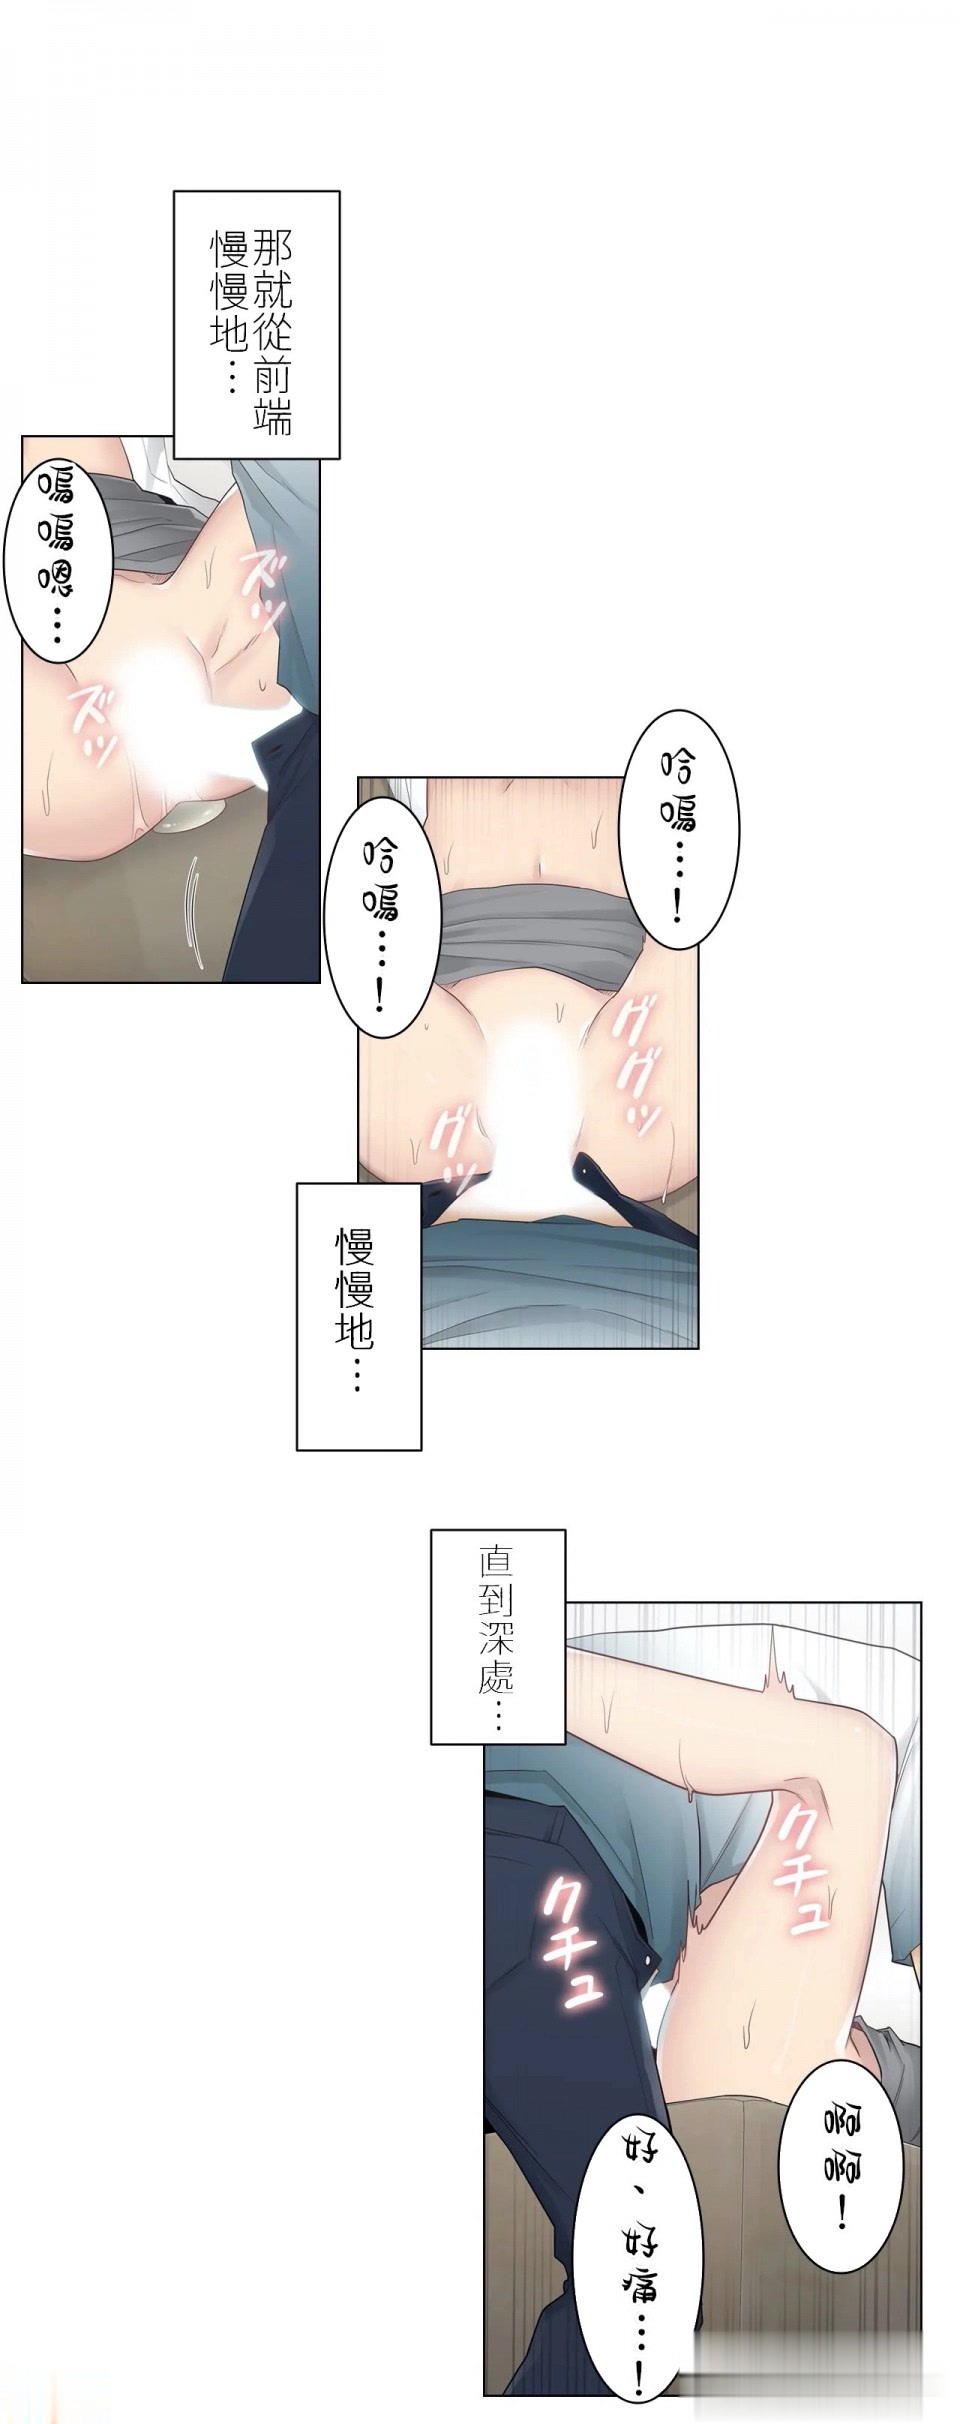 那就從前端
慢慢地…
嗚嗚嗯…
ズッ
ズッ
哈嗚…！
哈嗚…！
ググッ
グッ
慢慢地…
直到深處…
クチュ
クチュ
啊啊！
好、好痛…！